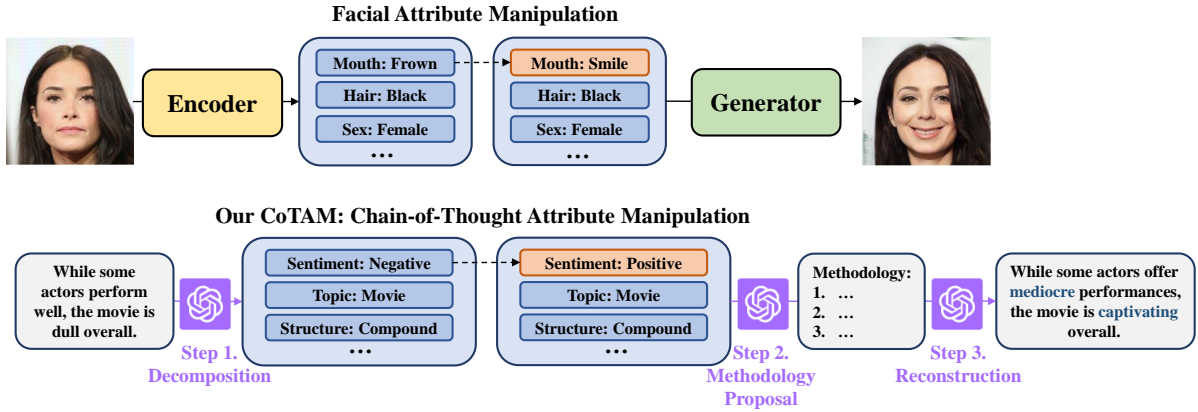 Facial Attribute Manipulation
Encoder
Mouth: Frown
Hair: Black
Sex: Female
...
Mouth: Smile
Hair: Black
Sex: Female
...
Generator
Our CoTAM: Chain-of-Thought Attribute Manipulation
While some
actors perform
well, the movie is
dull overall.
Step 1.
Decomposition
Sentiment: Negative
Topic: Movie
Structure: Compound
...
Sentiment: Positive
Topic: Movie
Structure: Compound
...
Step 2.
Methodology
Proposal
Methodology:
1. ...
2. ...
3. ...
Step 3.
Reconstruction
While some actors offer
mediocre performances,
the movie is captivating
overall.